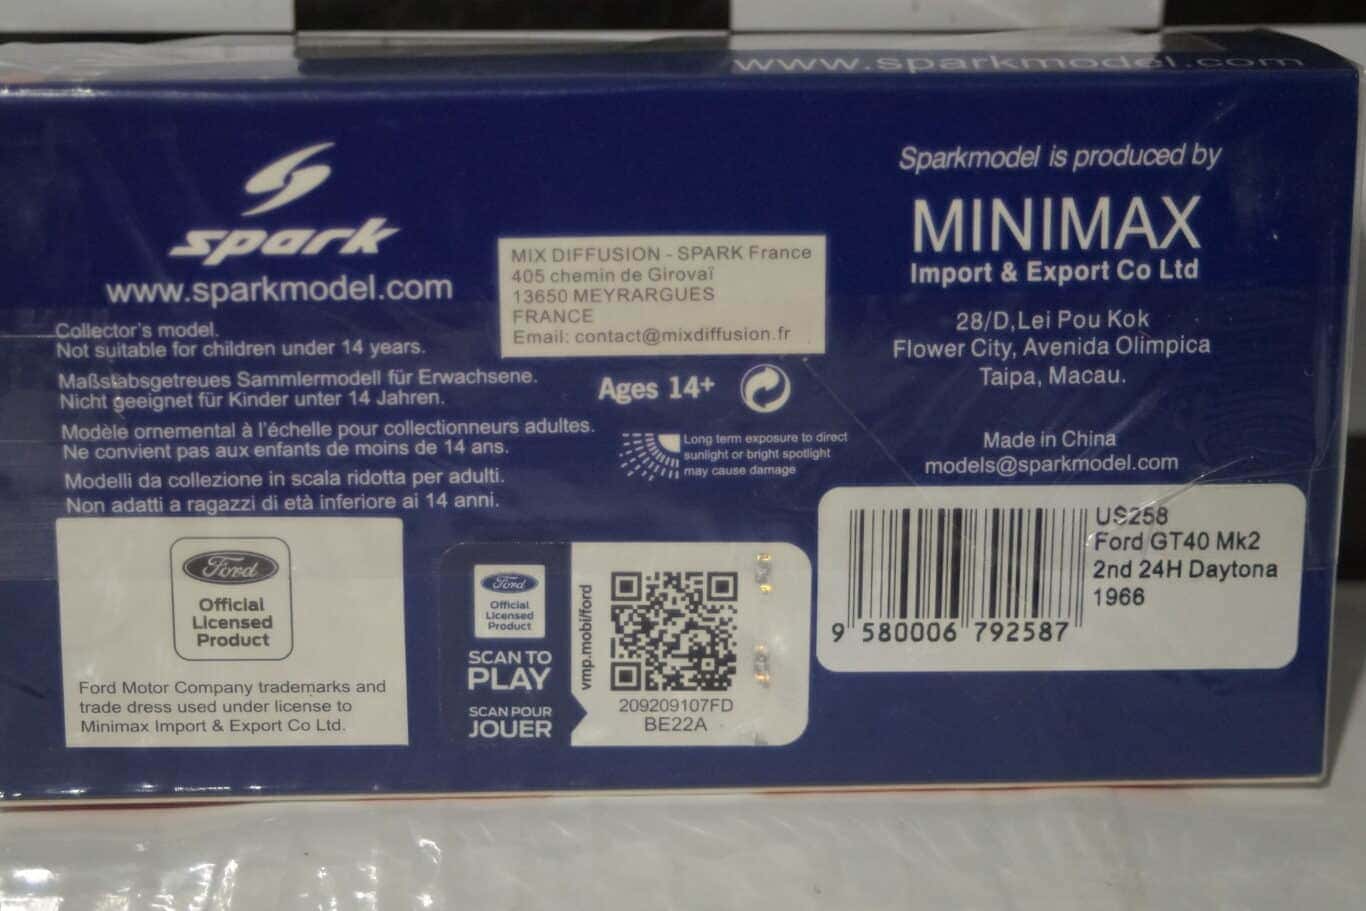 www.sparkmodel.com
spark
www.sparkmodel.com
Collector's model.
Not suitable for children under 14 years.
Maßstabsgetreues Sammlermodell für Erwachsene.
Nicht geeignet für Kinder unter 14 Jahren.
Modèle ornemental à l'échelle pour collectionneurs adultes.
Ne convient pas aux enfants de moins de 14 ans.
Modelli da collezione in scala ridotta per adulti.
Non adatti a ragazzi di età inferiore ai 14 anni.
MIX DIFFUSION - SPARK France
405 chemin de Girovaï
13650 MEYRARGUES
FRANCE
Email: contact@mixdiffusion.fr
Ages 14+
Long term exposure to direct
sunlight or bright spotlight
may cause damage
Sparkmodel is produced by
MINIMAX
Import & Export Co Ltd
28/D,Lei Pou Kok
Flower City, Avenida Olimpica
Taipa, Macau.
Made in China
models@sparkmodel.com
Ford
Official
Licensed
Product
Ford Motor Company trademarks and
trade dress used under license to
Minimax Import & Export Co Ltd.
Ford
Official
Licensed
Product
SCAN TO
PLAY
SCAN POUR
JOUER
vmp.mobi/ford
209209107FD
BE22A
US258
Ford GT40 Mk2
2nd 24H Daytona
1966
9 580006 792587